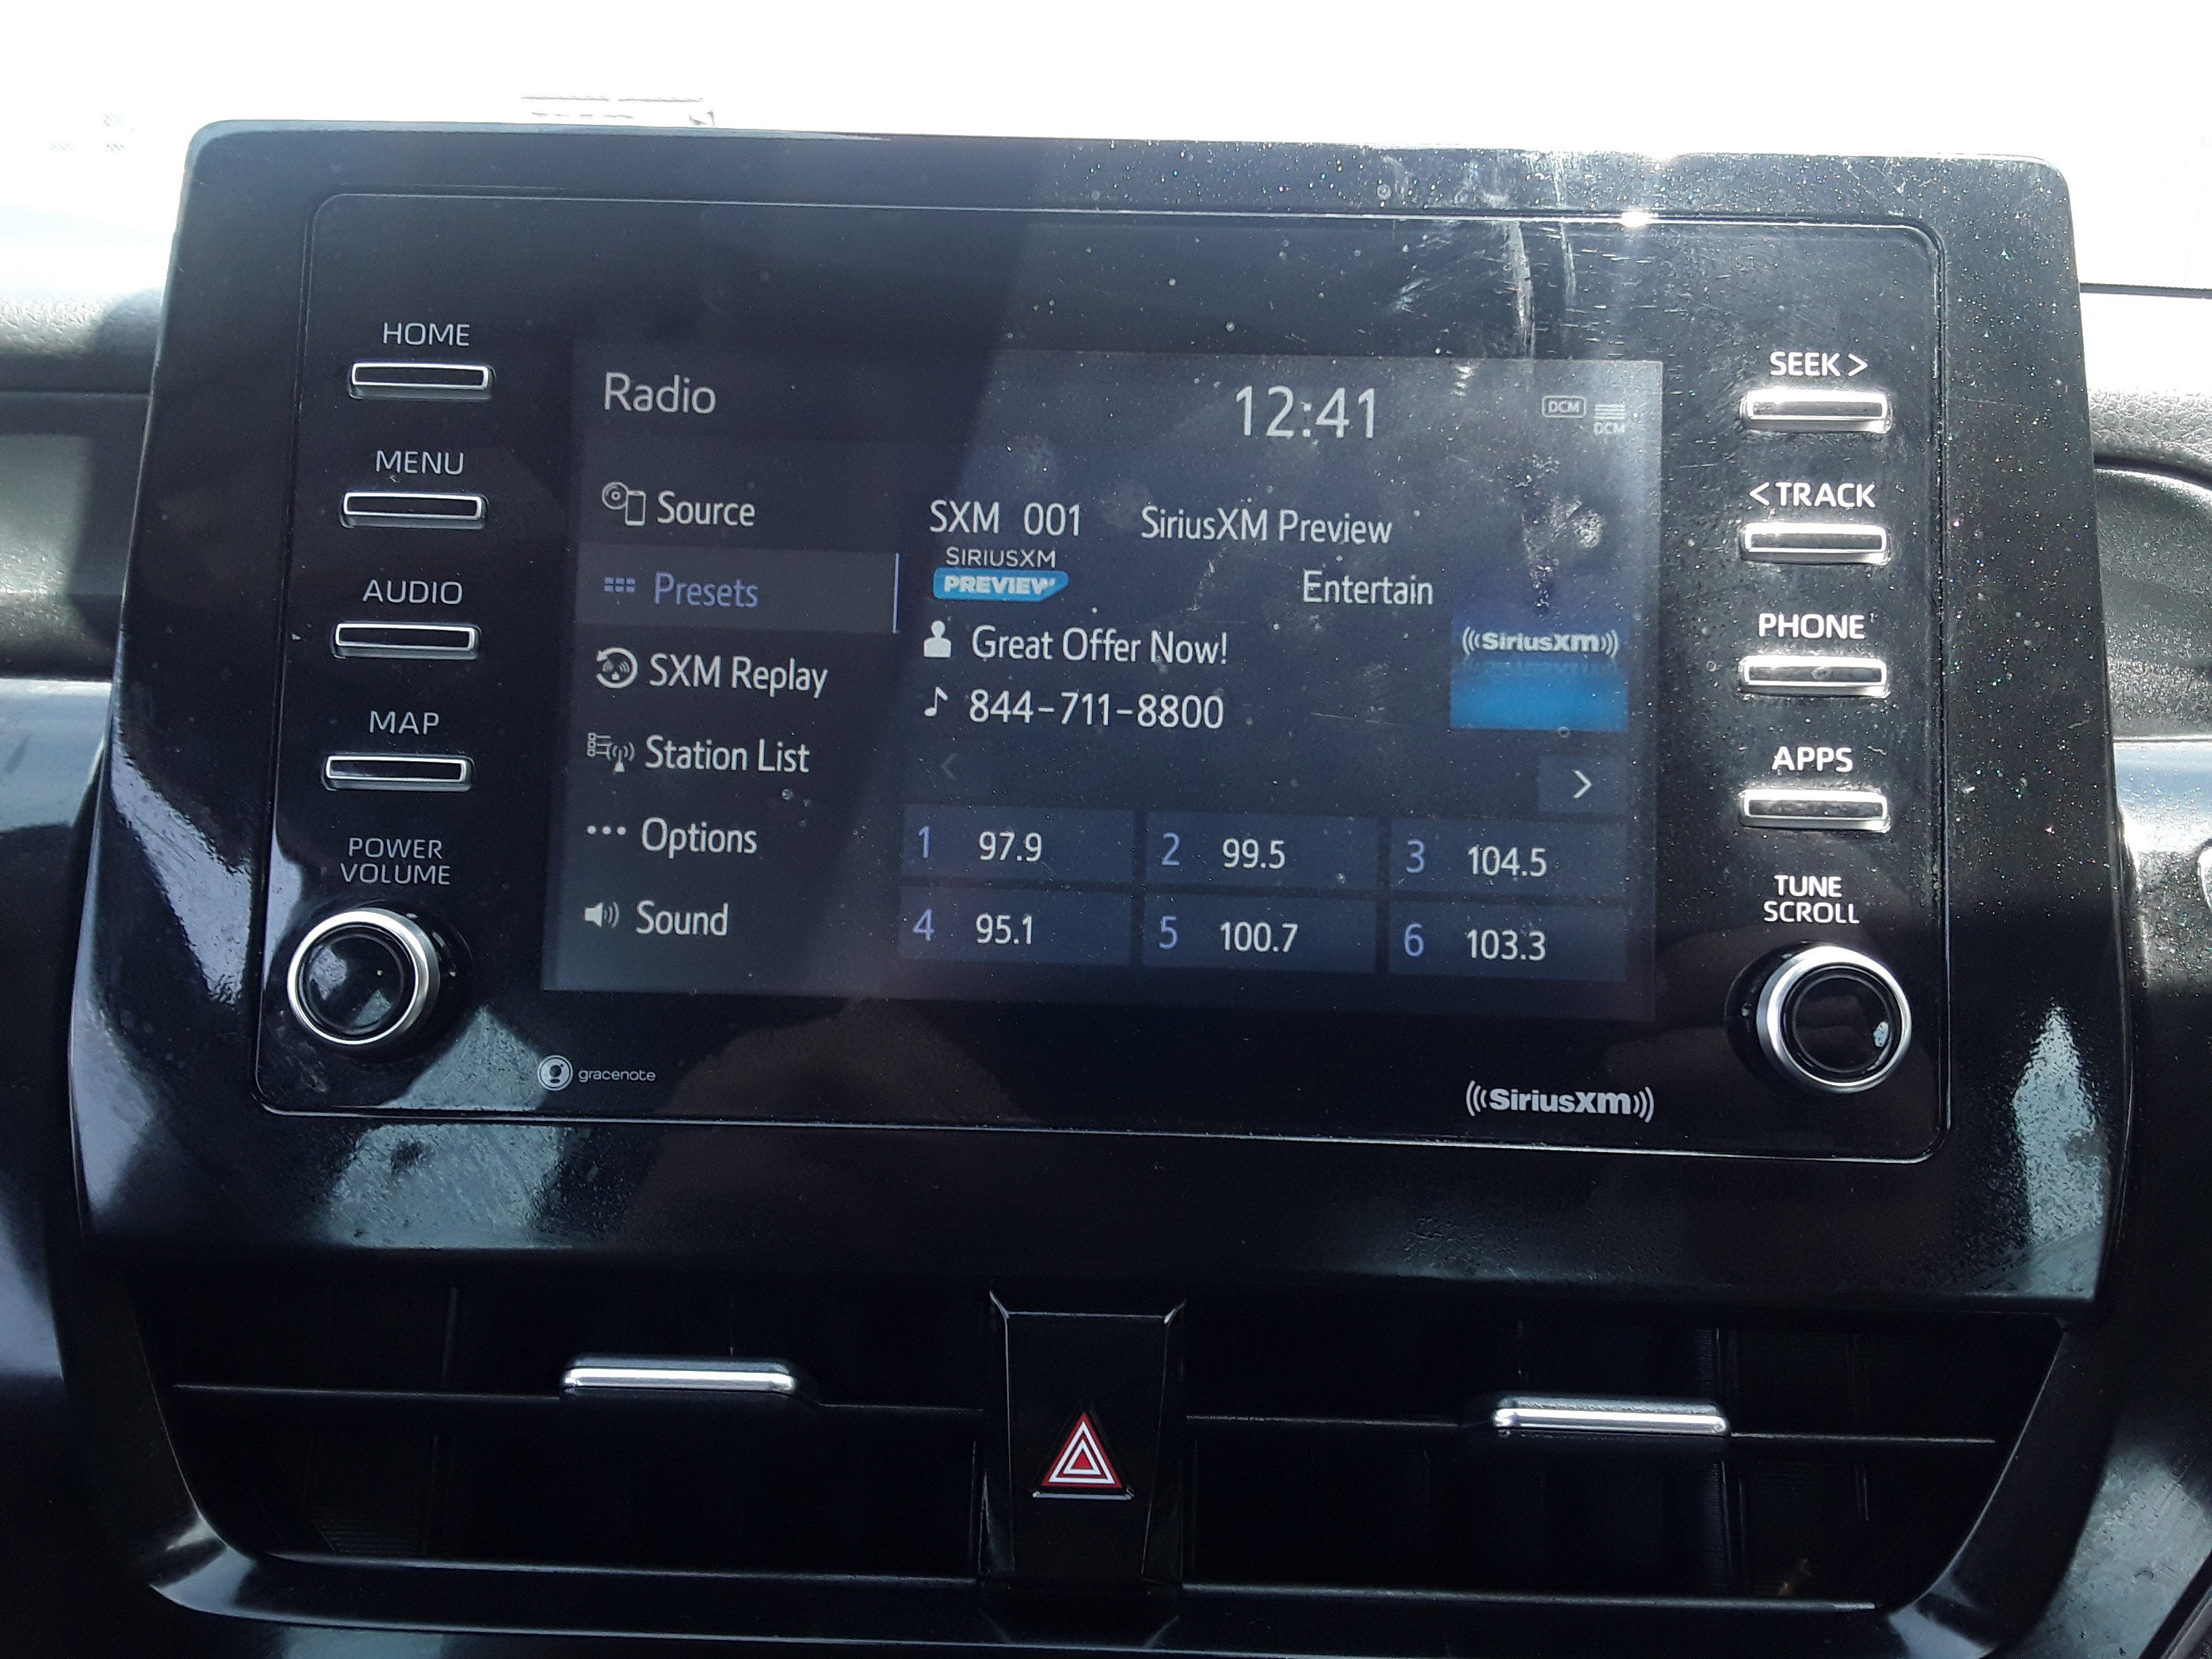 HOME
MENU
AUDIO
MAP
POWER
VOLUME
Radio
12:41
DCM
DCM
Source
Presets
SXM Replay
Station List
Options
Sound
SXM 001 SiriusXM Preview
SIRIUSXM
PREVIEW
Entertain
Great Offer Now!
844-711-8800
((SiriusXM))
<
>
1 97.9
2 99.5
3 104.5
4 95.1
5 100.7
6 103.3
gracenote
((SiriusXM))
SEEK >
< TRACK
PHONE
APPS
TUNE
SCROLL